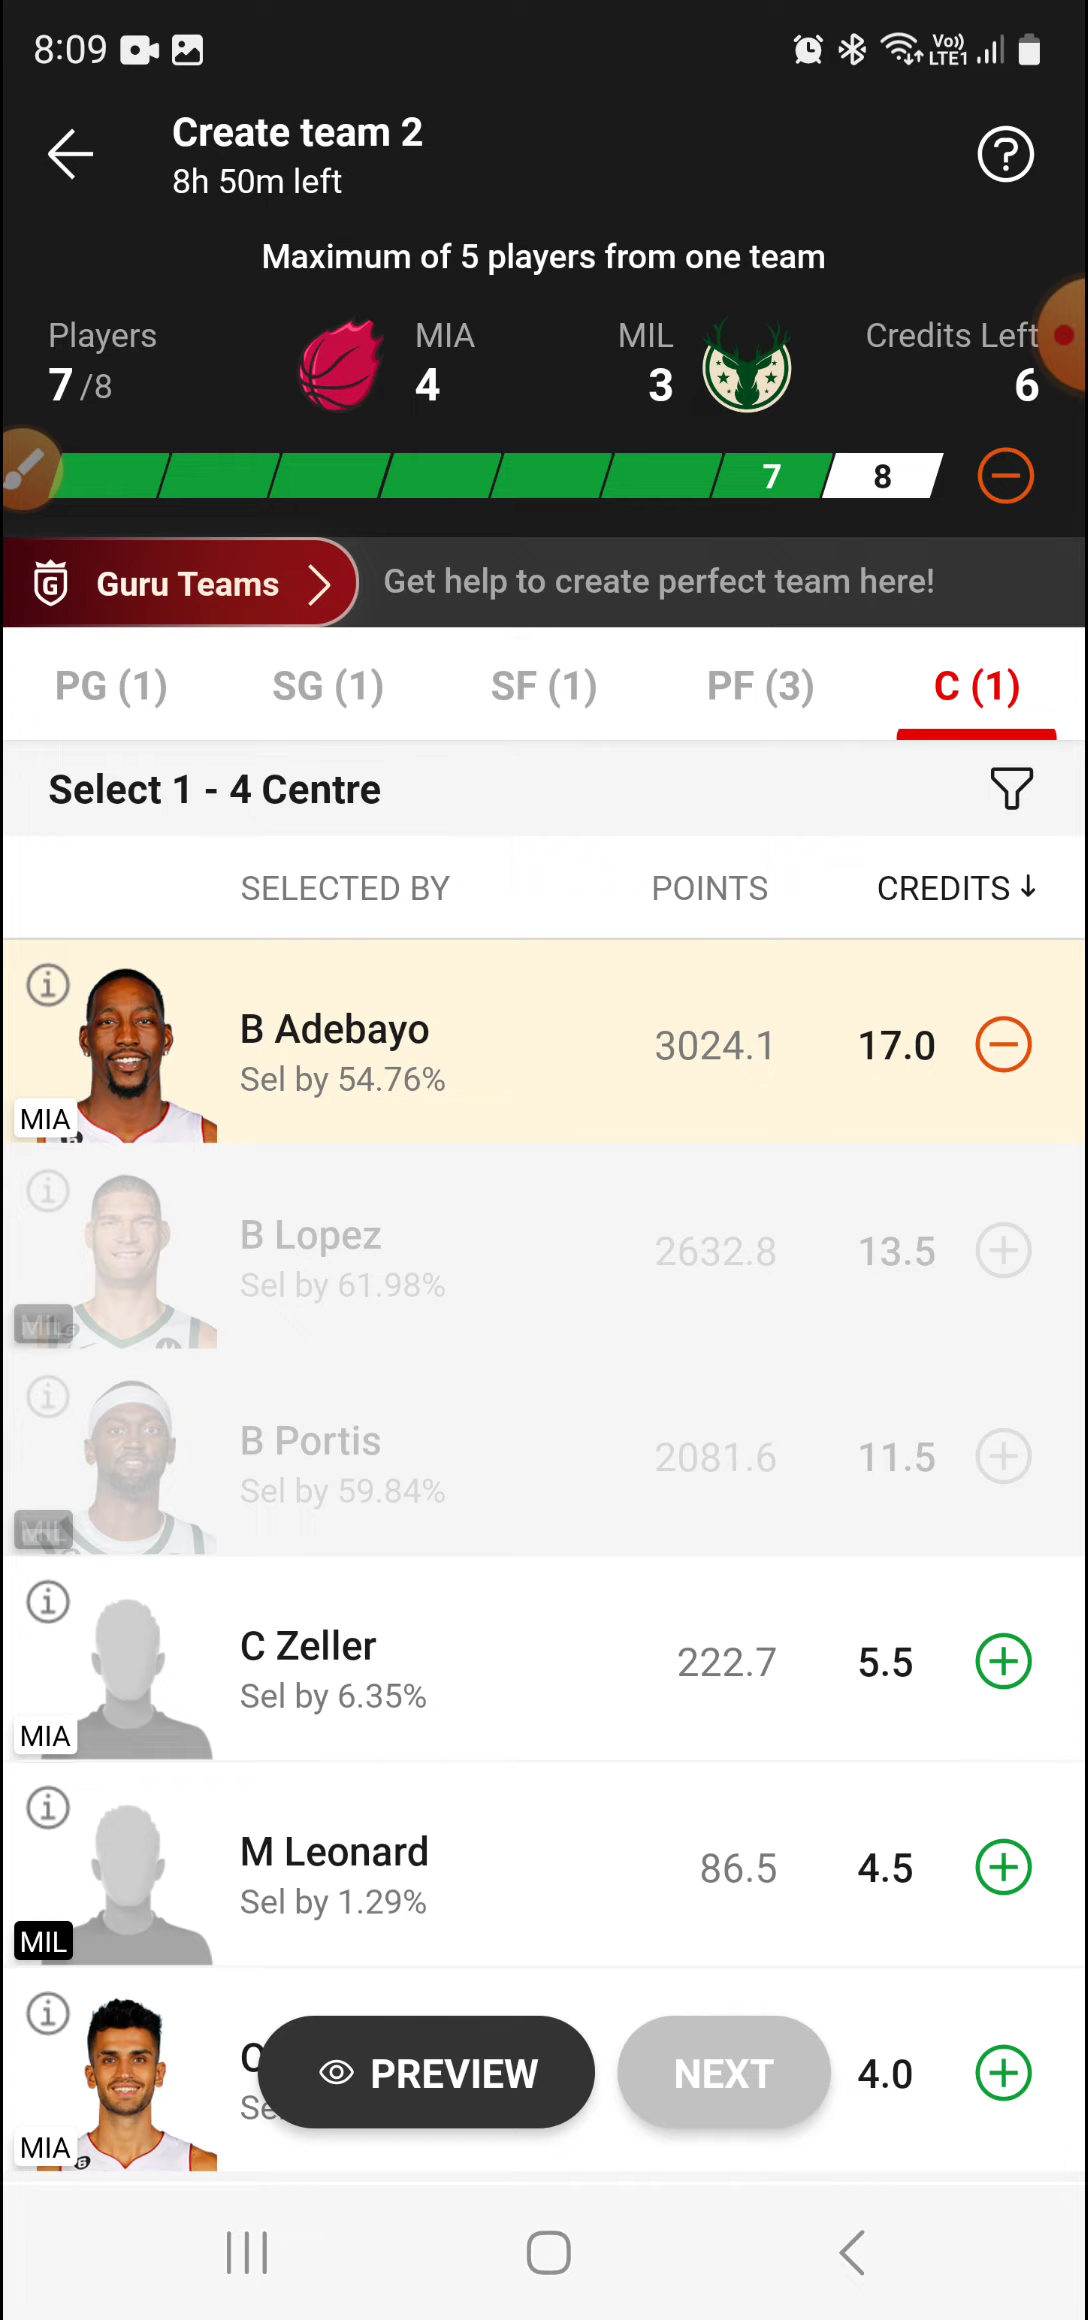 8:09
Vo))
LTE1
Create team 2
8h 50m left
Maximum of 5 players from one team
Players
7/8
MIA
4
MIL
3
Credits Left
6
7
8
G
Guru Teams
Get help to create perfect team here!
PG (1)
SG (1)
SF (1)
PF (3)
C (1)
Select 1 - 4 Centre
SELECTED BY
POINTS
CREDITS
B Adebayo
Sel by 54.76%
3024.1
17.0
MIA
B Lopez
Sel by 61.98%
2632.8
13.5
MIL
B Portis
Sel by 59.84%
2081.6
11.5
MIL
C Zeller
Sel by 6.35%
222.7
5.5
MIA
M Leonard
Sel by 1.29%
86.5
4.5
MIL
PREVIEW
NEXT
4.0
MIA